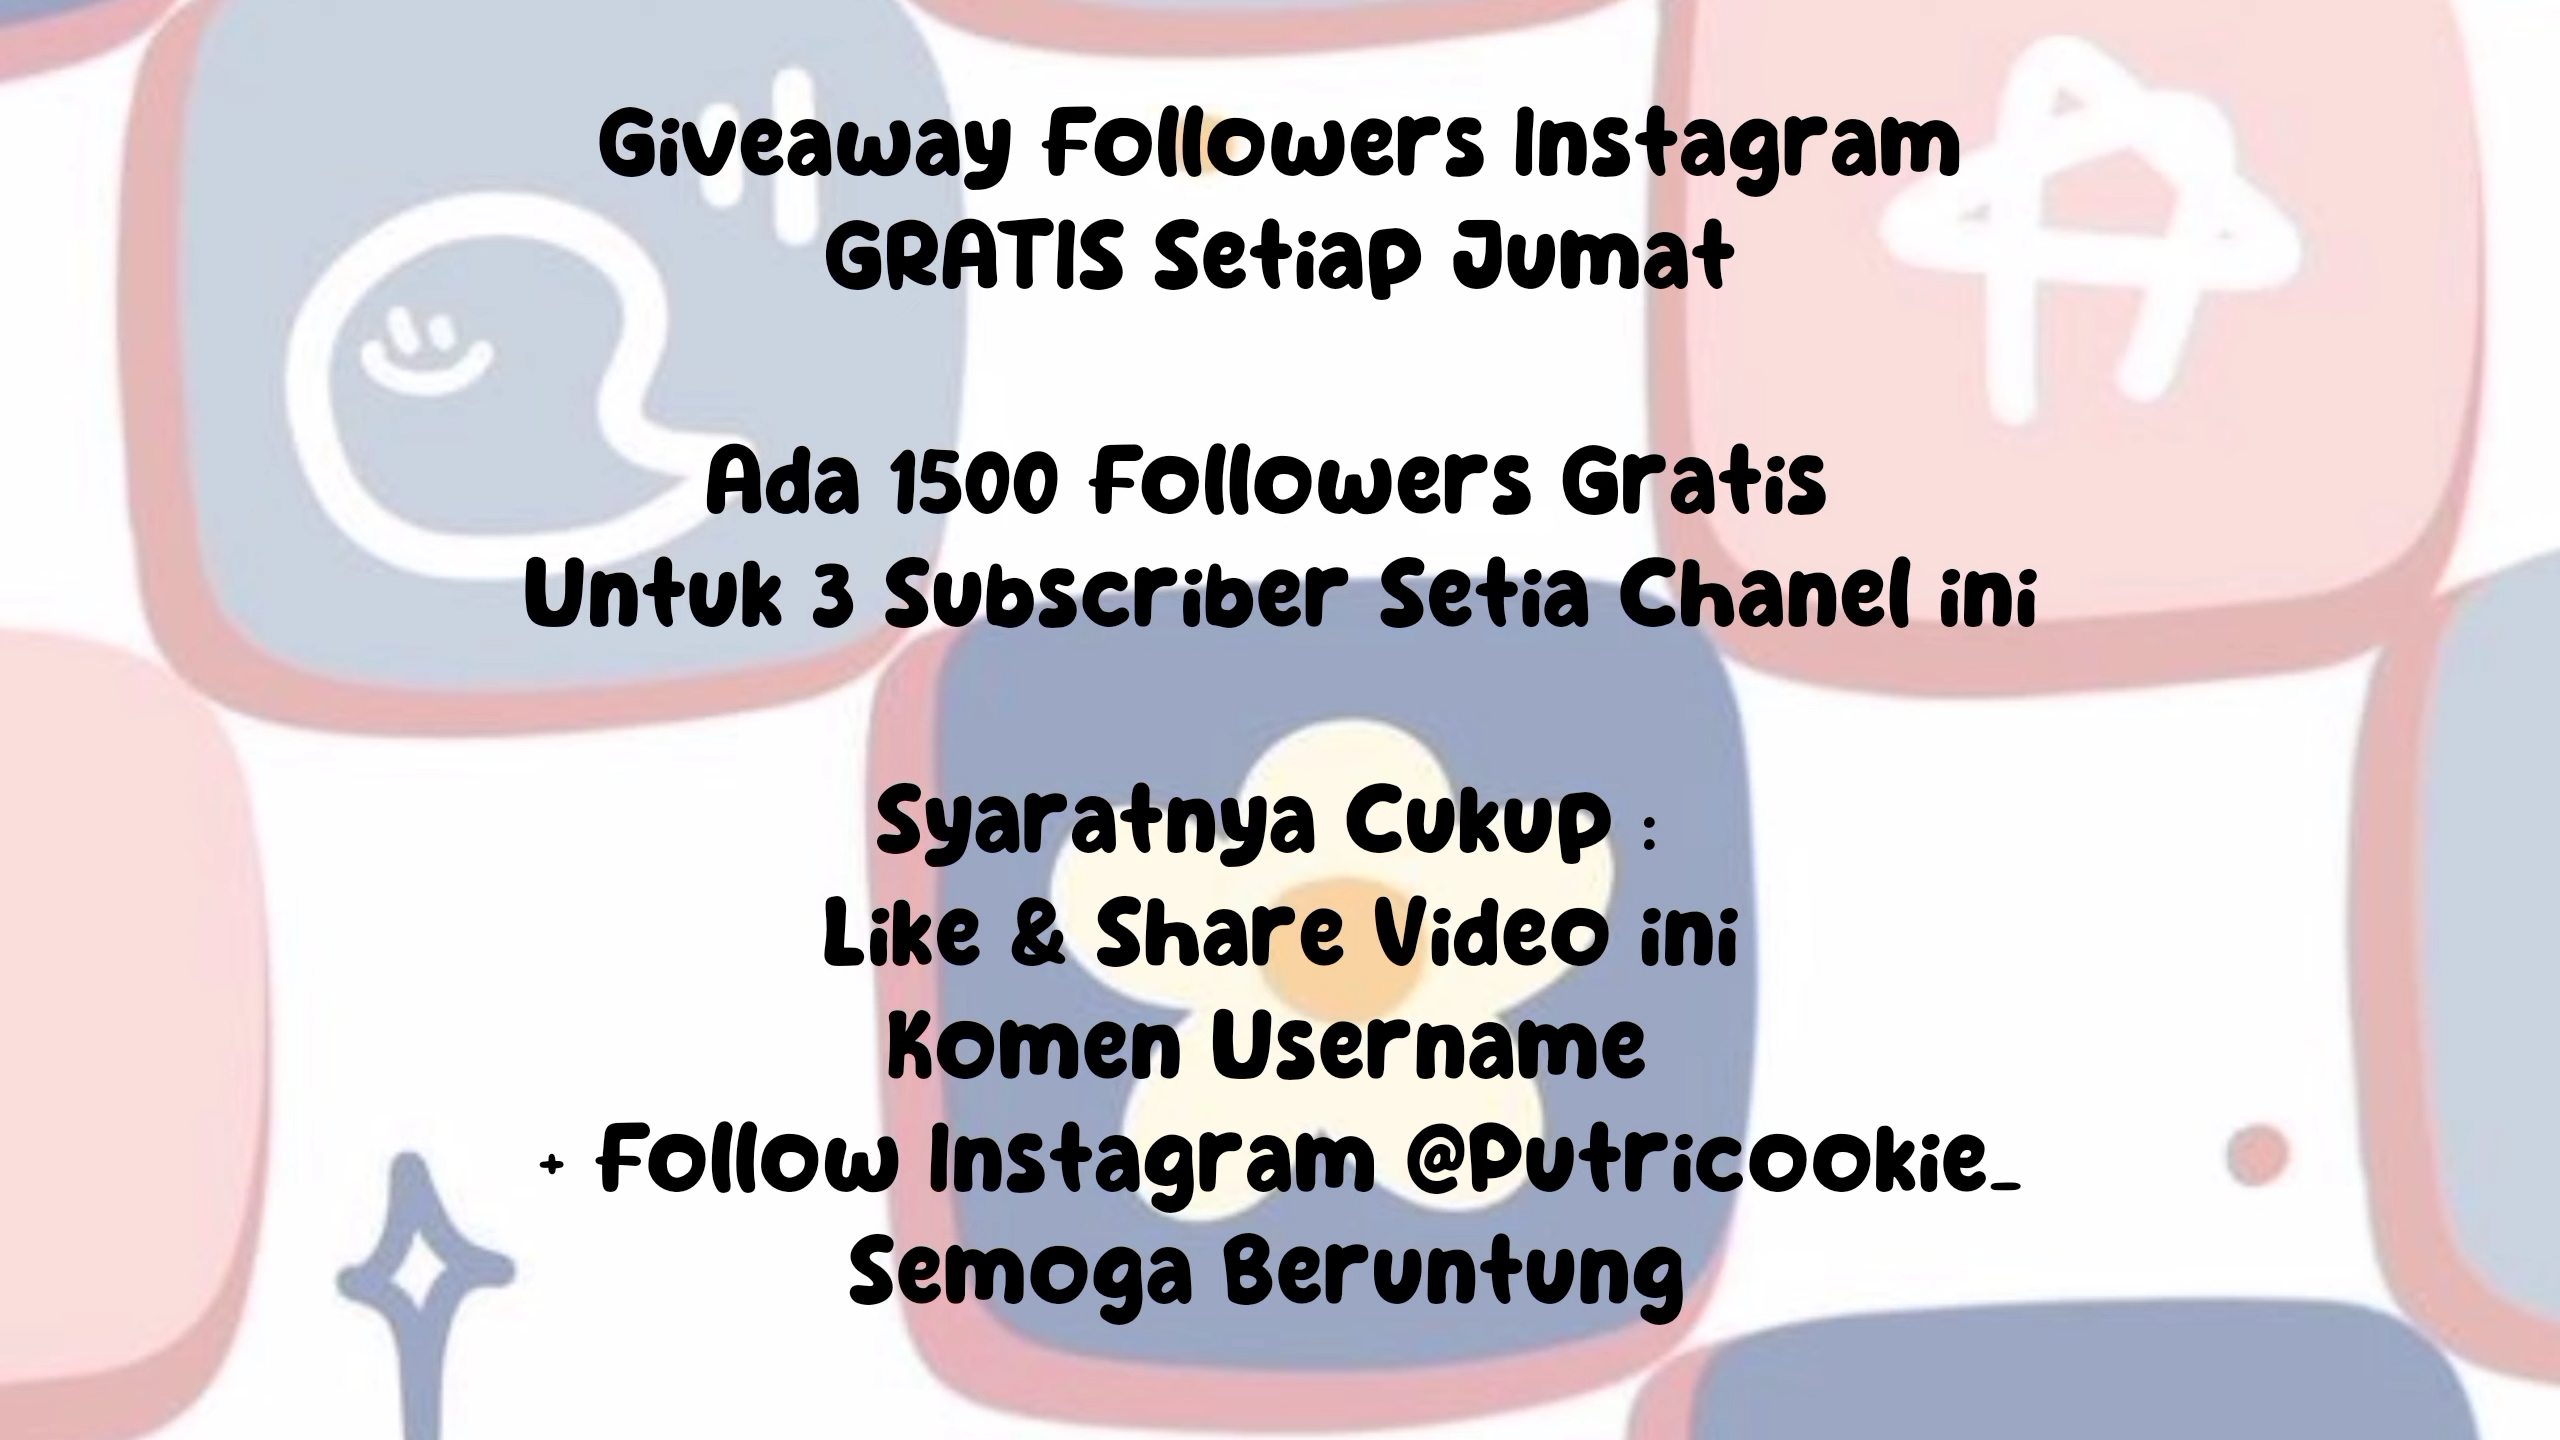 Giveaway Followers Instagram
GRATIS Setiap Jumat
Ada 1500 Followers Gratis
Untuk 3 Subscriber Setia Chanel ini
Syaratnya Cukup :
Like & Share Video ini
Komen Username
+ Follow Instagram @Putricookie_
Semoga Beruntung